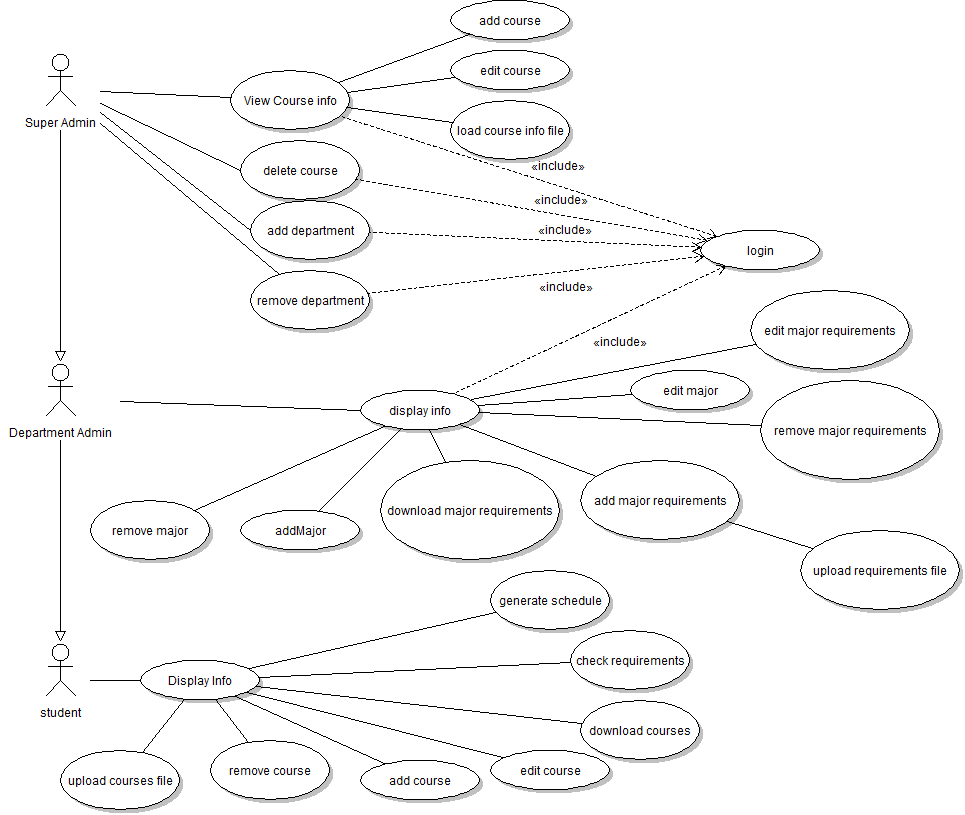 add course
edit course
View Course info
Super Admin
load course info file
«include»
delete course
«include»
add department
«include»
login
remove department
«include»
edit major requirements
«include»
edit major
display info
Department Admin
remove major requirements
add major requirements
download major requirements
remove major
addMajor
upload requirements file
generate schedule
check requirements
Display Info
student
download courses
remove course
edit course
upload courses file
add course